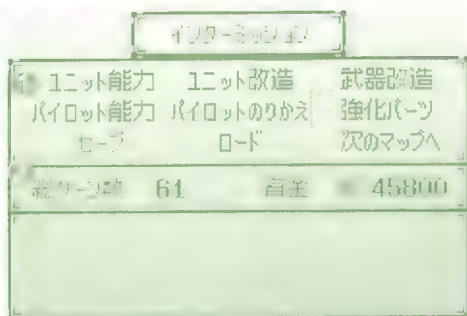 インターミッション
ユニット能力 ユニット改造 武器改造
パイロット能力 パイロットのりかえ 強化パーツ
セーブ ロード 次のマップへ
総ターン数 61 資金 45800